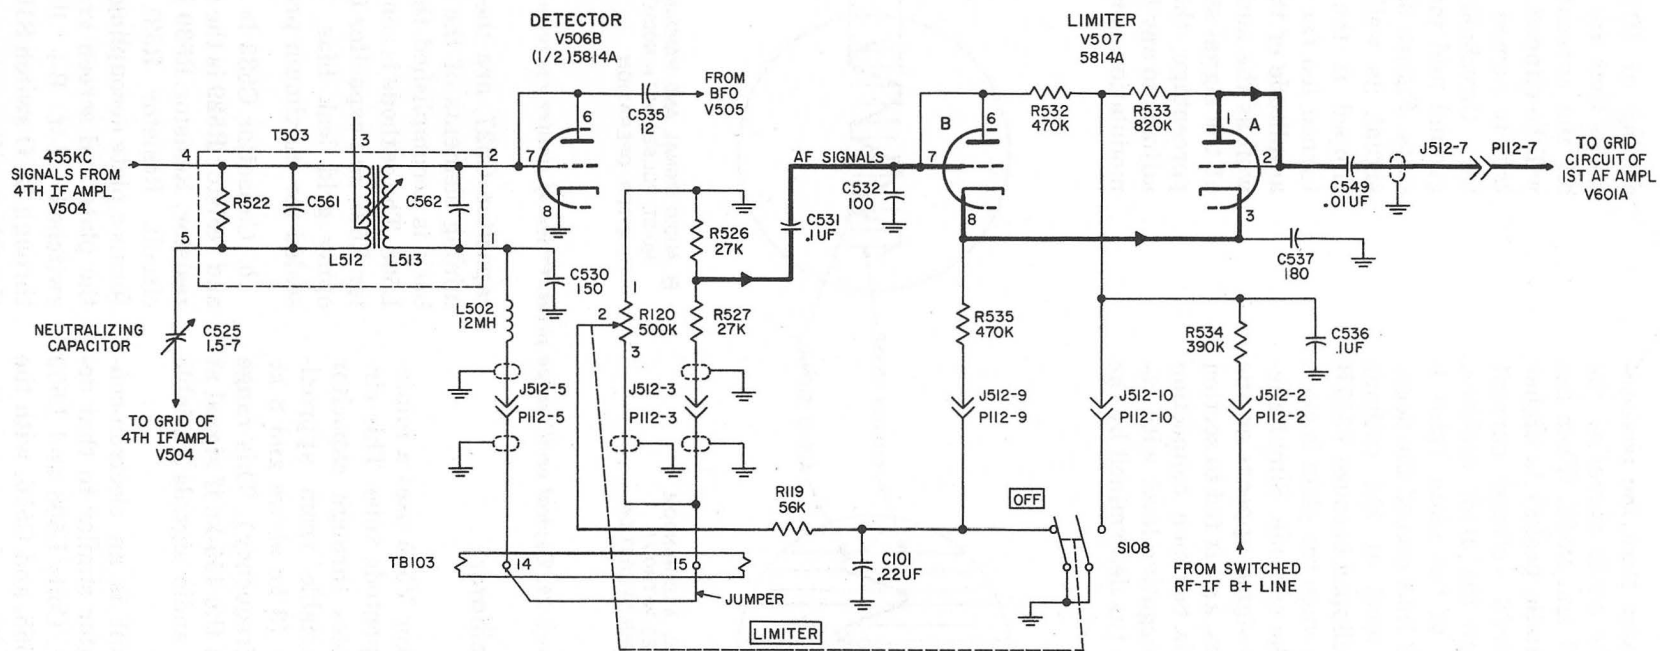 DETECTOR
V506B
(1/2) 5814A
LIMITER
V507
5814A
FROM
BFO
V505
C535
12
6
7
8
T503
3
4
2
5
1
455KC
SIGNALS FROM
4TH IF AMPL
V504
R522
C561
C562
L512
L513
NEUTRALIZING
CAPACITOR
C525
1.5-7
TO GRID OF
4TH IF AMPL
V504
L502
12MH
C530
150
J512-5
P112-5
1
2
3
R120
500K
R526
27K
R527
27K
J512-3
P112-3
AF SIGNALS
C531
.1UF
C532
100
B
6
7
8
R532
470K
R533
820K
1
A
2
3
C549
.01UF
J512-7
P112-7
TO GRID
CIRCUIT OF
1ST AF AMPL
V601A
C537
180
R535
470K
R534
390K
C536
.1UF
J512-9
P112-9
J512-10
P112-10
J512-2
P112-2
R119
56K
C101
.22UF
OFF
S108
FROM SWITCHED
RF-IF B+ LINE
TB103
14
15
JUMPER
LIMITER